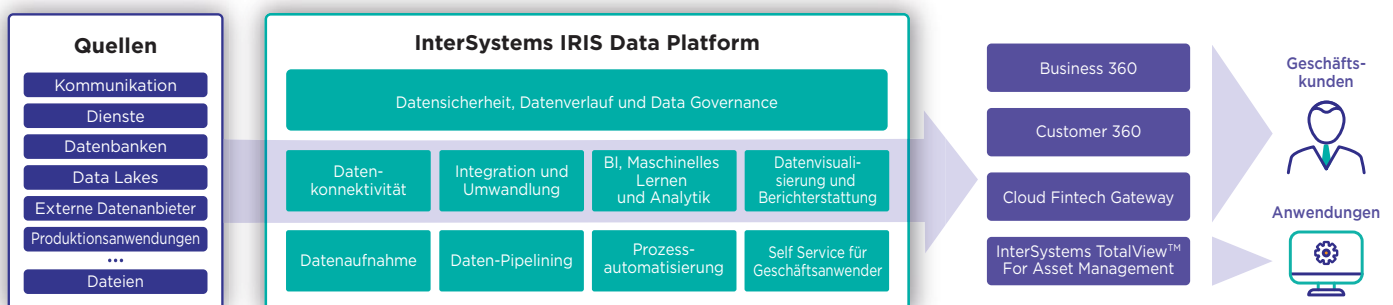 Quellen
Kommunikation
Dienste
Datenbanken
Data Lakes
Externe Datenanbieter
Produktionsanwendungen
...
Dateien
InterSystems IRIS Data Platform
Datensicherheit, Datenverlauf und Data Governance
Daten-
konnektivität
Integration und
Umwandlung
BI, Maschinelles
Lernen
und Analytik
Datenvisuali-
sierung und
Berichterstattung
Datenaufnahme
Daten-Pipelining
Prozess-
automatisierung
Self Service für
Geschäftsanwender
Business 360
Customer 360
Cloud Fintech Gateway
InterSystems TotalView™
For Asset Management
Geschäfts-
kunden
Anwendungen